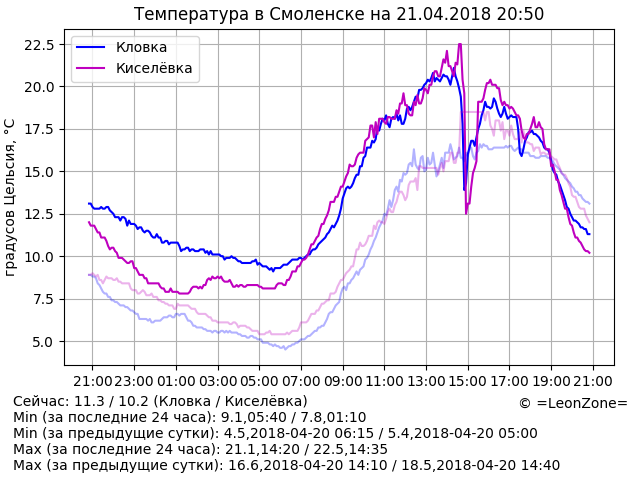 Температура в Смоленске на 21.04.2018 20:50
Кловка
Киселёвка
градусов Цельсия, °C
22.5
20.0
17.5
15.0
12.5
10.0
7.5
5.0
21:00 23:00 01:00 03:00 05:00 07:00 09:00 11:00 13:00 15:00 17:00 19:00 21:00
Сейчас: 11.3 / 10.2 (Кловка / Киселёвка)
© =LeonZone=
Min (за последние 24 часа): 9.1,05:40 / 7.8,01:10
Min (за предыдущие сутки): 4.5,2018-04-20 06:15 / 5.4,2018-04-20 05:00
Max (за последние 24 часа): 21.1,14:20 / 22.5,14:35
Max (за предыдущие сутки): 16.6,2018-04-20 14:10 / 18.5,2018-04-20 14:40